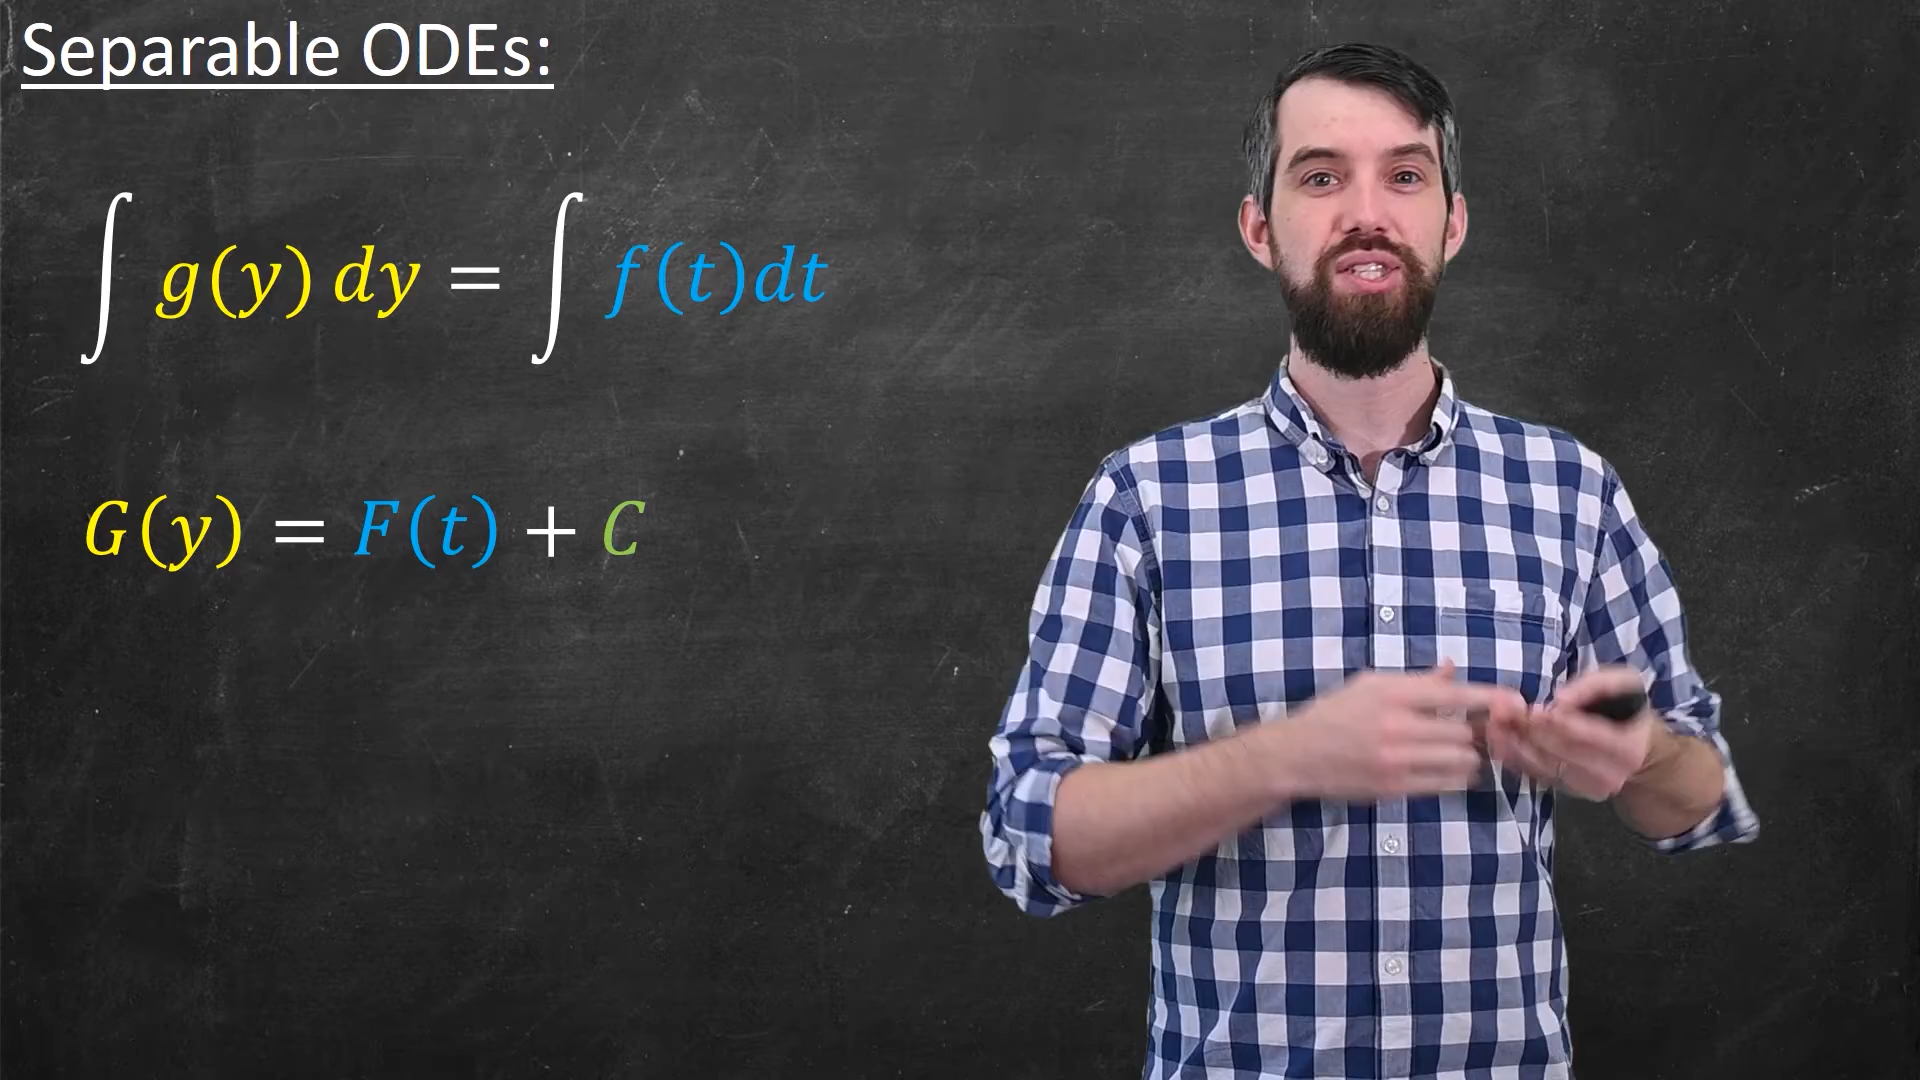 Separable ODEs:
∫ g(y) dy = ∫ f(t)dt
G(y) = F(t) + C